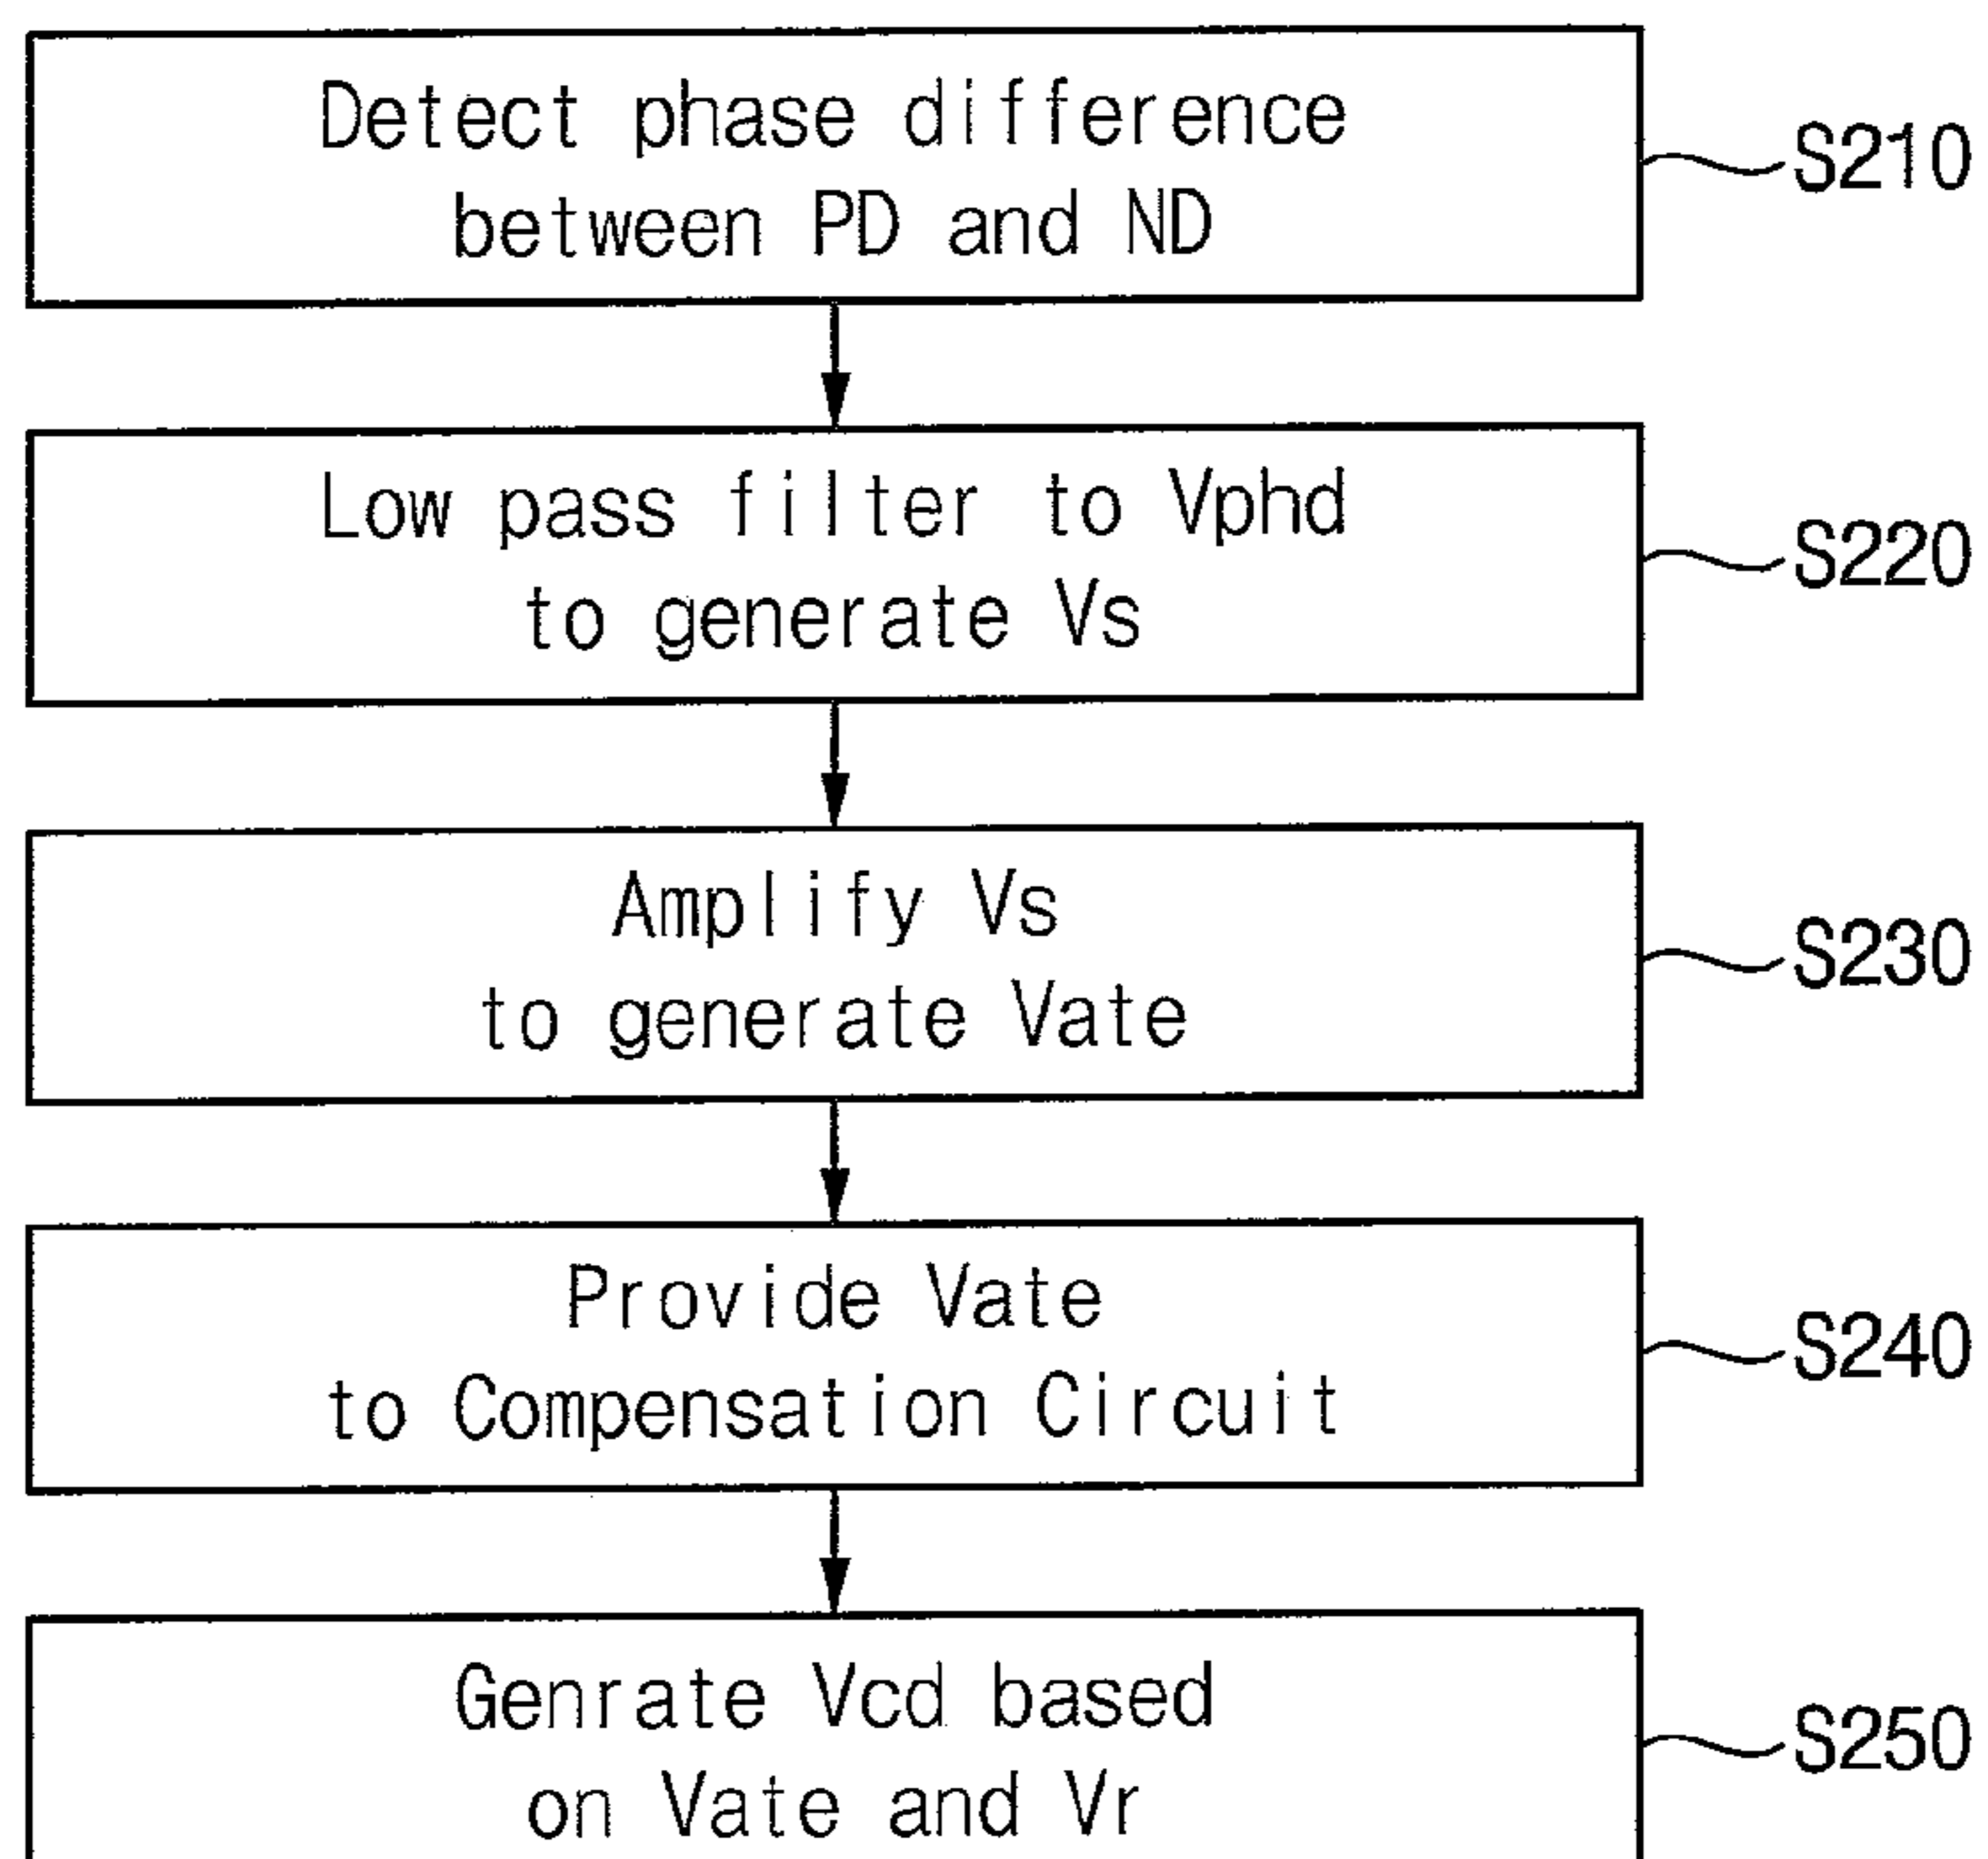 Detect phase difference
between PD and ND
S210
Low pass filter to Vphd
to generate Vs
S220
Amplify Vs
to generate Vate
S230
Provide Vate
to Compensation Circuit
S240
Genrate Vcd based
on Vate and Vr
S250